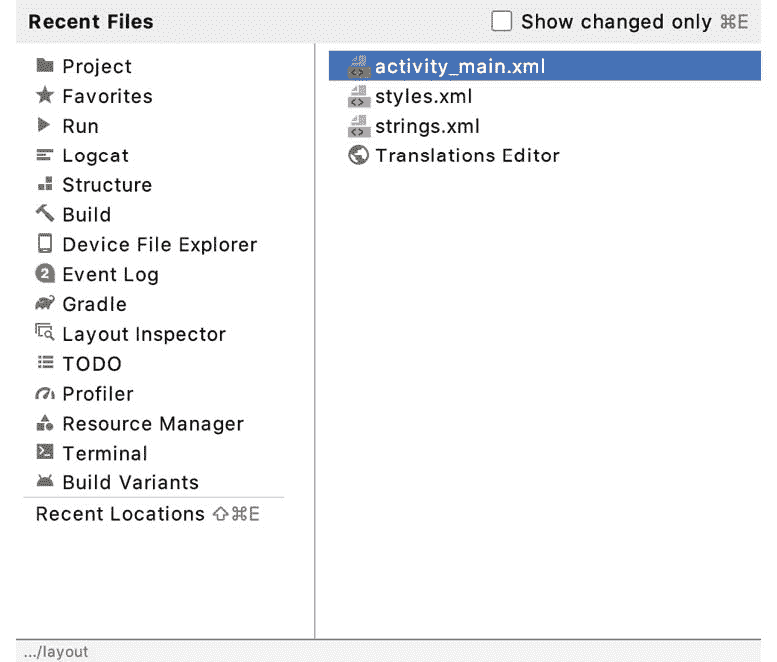 Recent Files
Show changed only ⌘E
Project
Favorites
Run
Logcat
Structure
Build
Device File Explorer
2 Event Log
Gradle
Layout Inspector
TODO
Profiler
Resource Manager
Terminal
Build Variants
Recent Locations ⇧⌘E
activity_main.xml
styles.xml
strings.xml
Translations Editor
.../layout